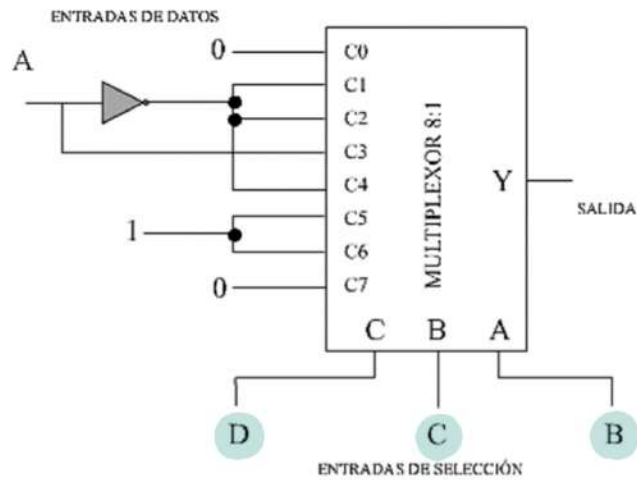 ENTRADAS DE DATOS
A
0
1
0
C0
C1
C2
C3
C4
C5
C6
C7
MULTIPLEXOR 8:1
Y
SALIDA
C B A
D C B
ENTRADAS DE SELECCIÓN